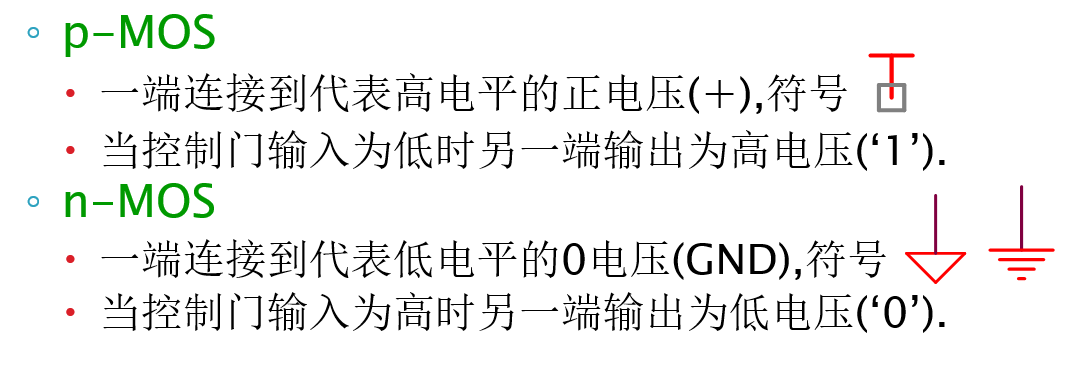 p-MOS
一端连接到代表高电平的正电压(+),符号
当控制门输入为低时另一端输出为高电压(‘1’).
n-MOS
一端连接到代表低电平的0电压(GND),符号
当控制门输入为高时另一端输出为低电压(‘0’).